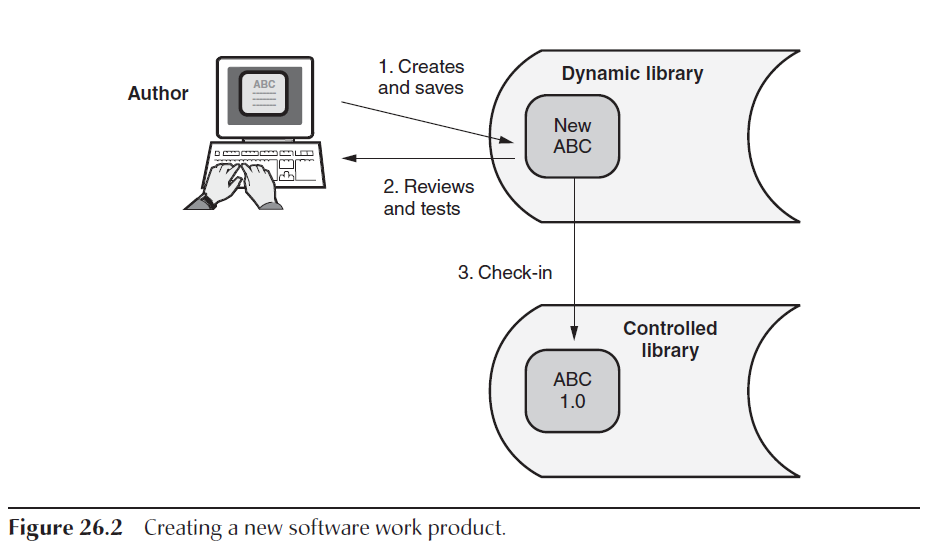 Author
ABC
1. Creates
and saves
Dynamic library
New
ABC
2. Reviews
and tests
3. Check-in
Controlled
library
ABC
1.0
Figure 26.2 Creating a new software work product.